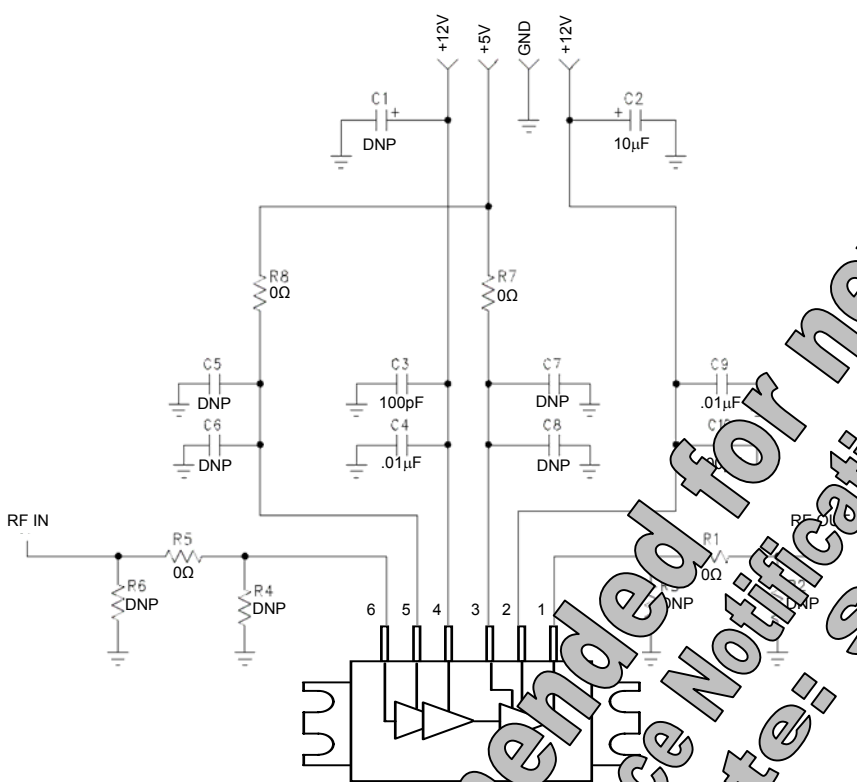 +12V
+5V
GND
+12V
C1
+
DNP
C2
+
10µF
R8
0Ω
R7
0Ω
C5
DNP
C3
100pF
C7
DNP
C9
.01µF
C6
DNP
C4
.01µF
C8
DNP
RF IN
R5
0Ω
R1
0Ω
R6
DNP
R4
DNP
DNP
DNP
6
5
4
3
2
1
for